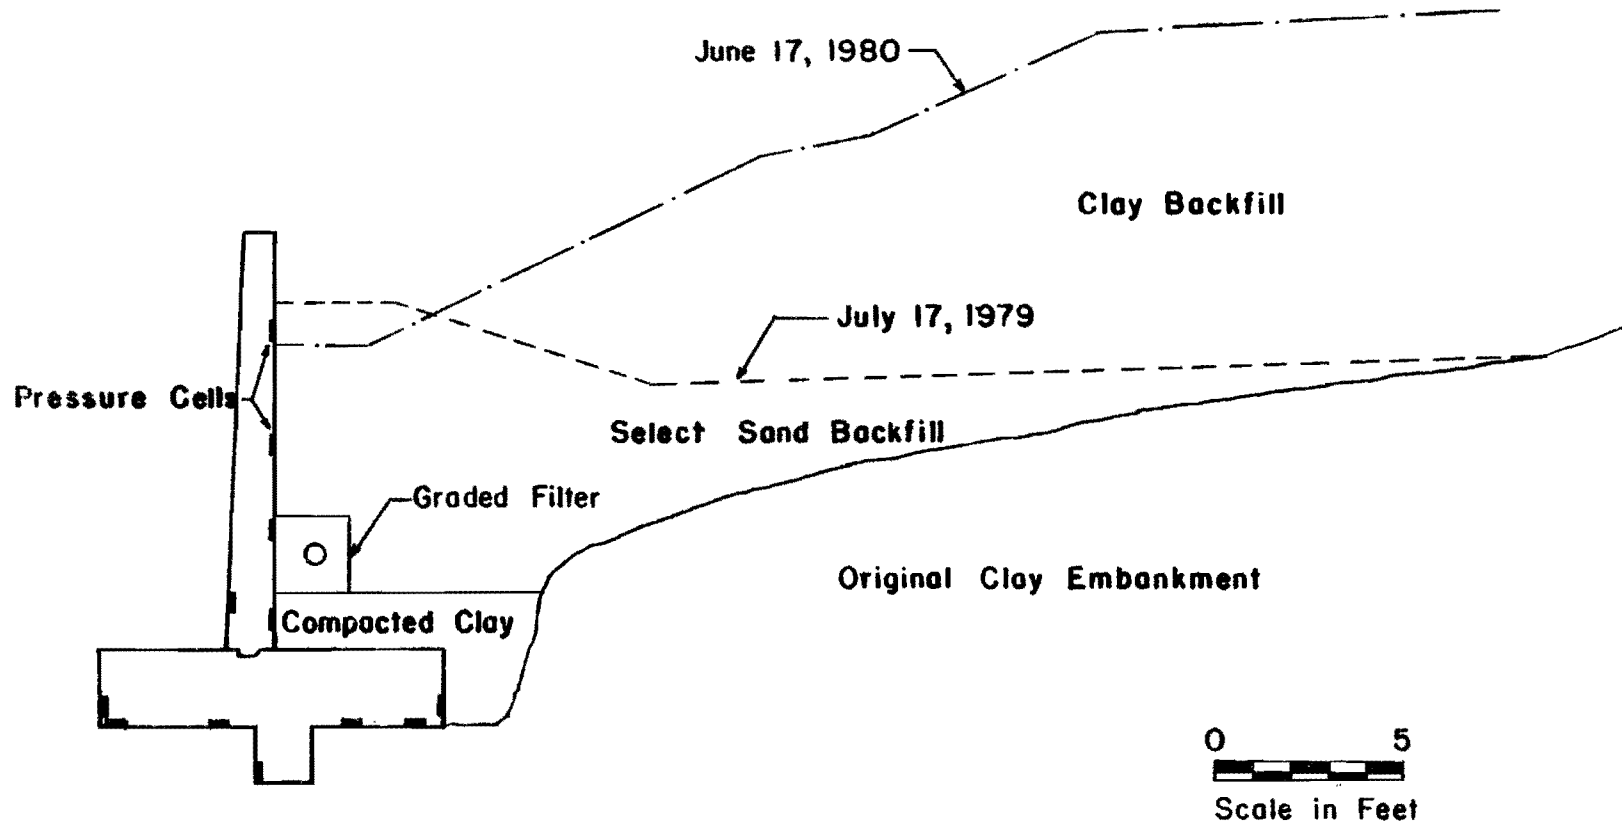 June 17, 1980
Clay Backfill
July 17, 1979
Pressure Cells
Select Sand Backfill
Graded Filter
Original Clay Embankment
Compacted Clay
0 5
Scale in Feet